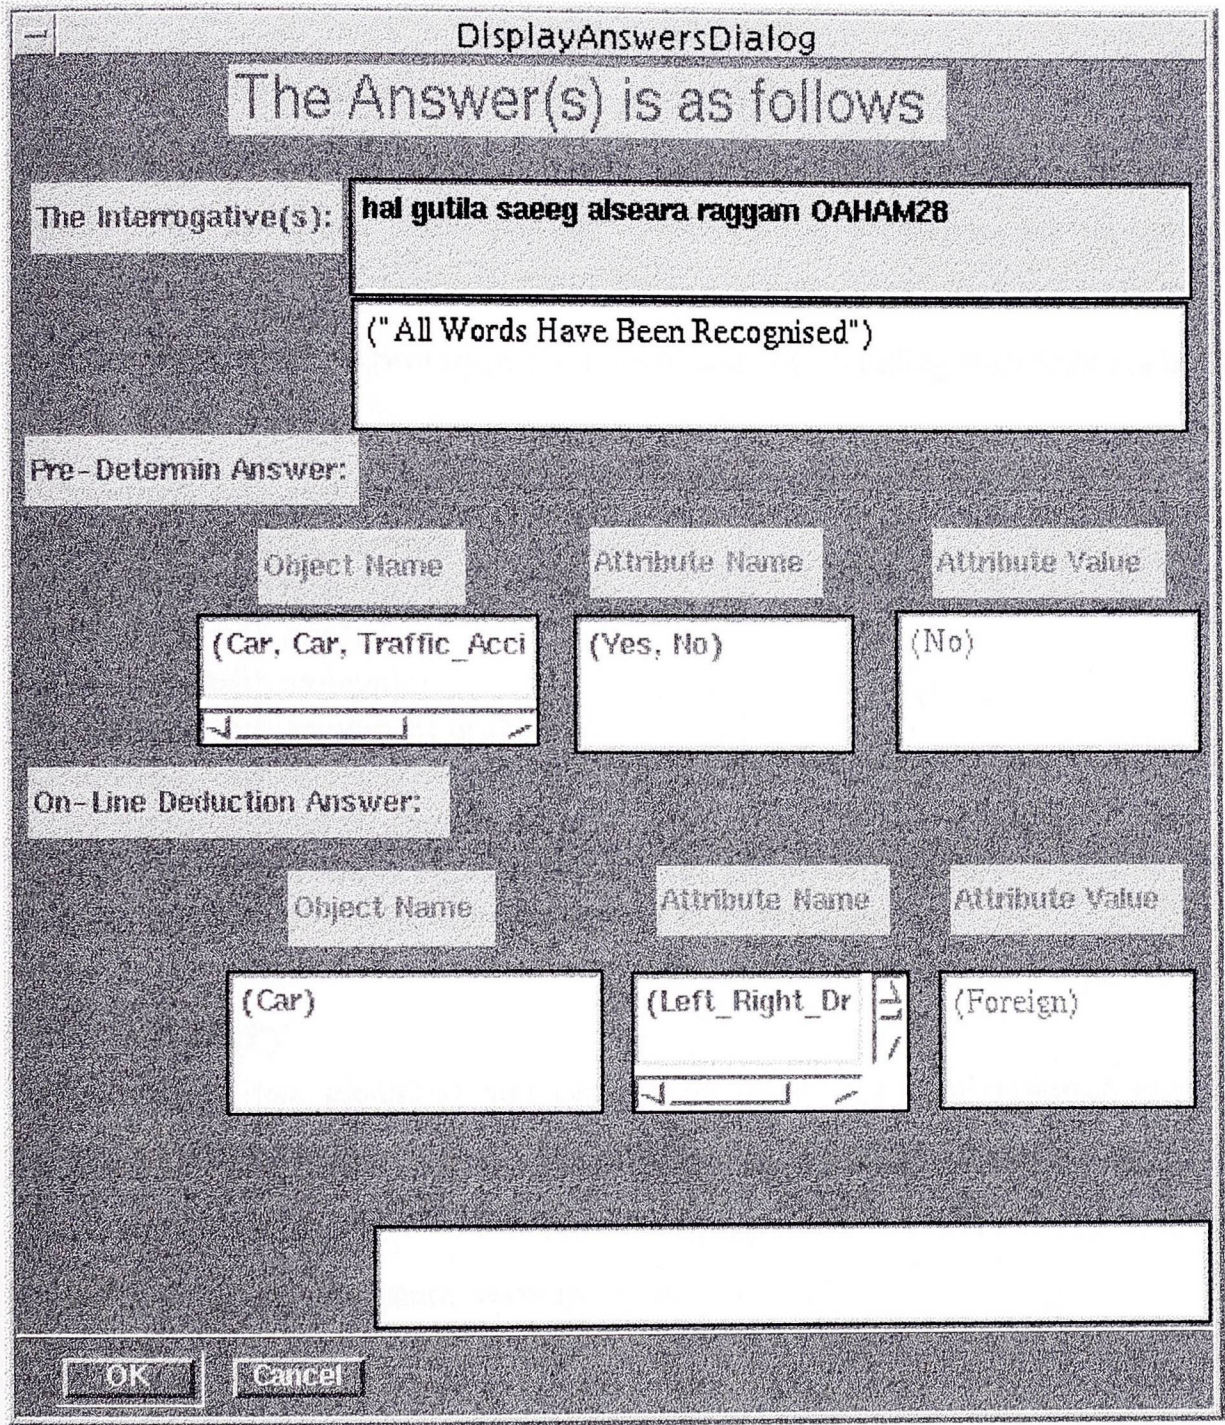 DisplayAnswersDialog
The Answer(s) is as follows
The Interrogative(s):
hal gutila saeeg alseara raggam OAHAM28
("All Words Have Been Recognised")
Pre-Determin Answer:
Object Name Attribute Name Attribute Value
(Car, Car, Traffic_Acci (Yes, No) (No)
On-Line Deduction Answer:
Object Name Attribute Name Attribute Value
(Car) (Left_Right_Dr (Foreign)
OK Cancel